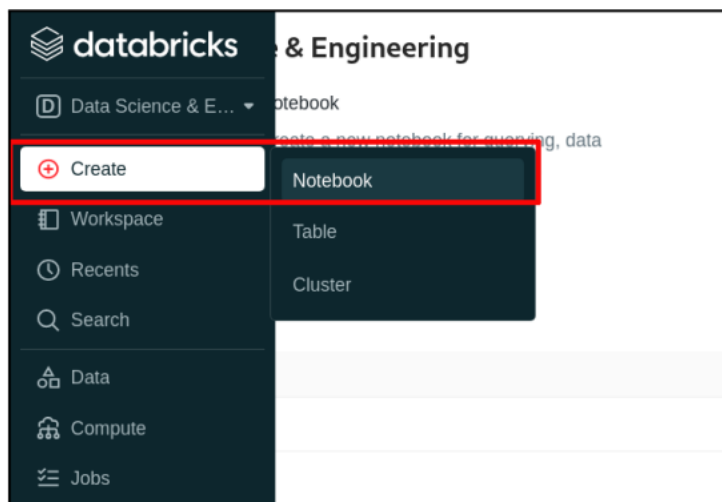 databricks
& Engineering
D Data Science & E...
otebook
create a new notebook for querying, data
Create
Notebook
Workspace
Table
Recents
Cluster
Search
Data
Compute
Jobs